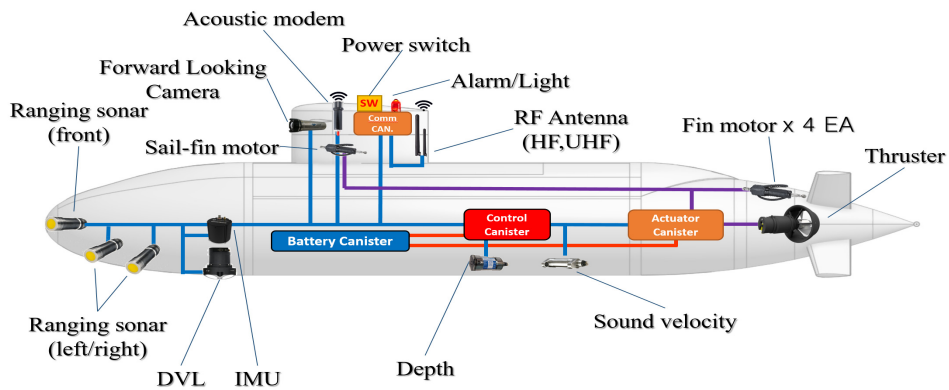 Acoustic modem
Power switch
Forward Looking
Camera
Alarm/Light
Ranging sonar
(front)
SW
Comm
CAN.
RF Antenna
(HF,UHF)
Fin motor x 4 EA
Sail-fin motor
Thruster
Control
Canister
Actuator
Canister
Battery Canister
Ranging sonar
(left/right)
Sound velocity
DVL
IMU
Depth